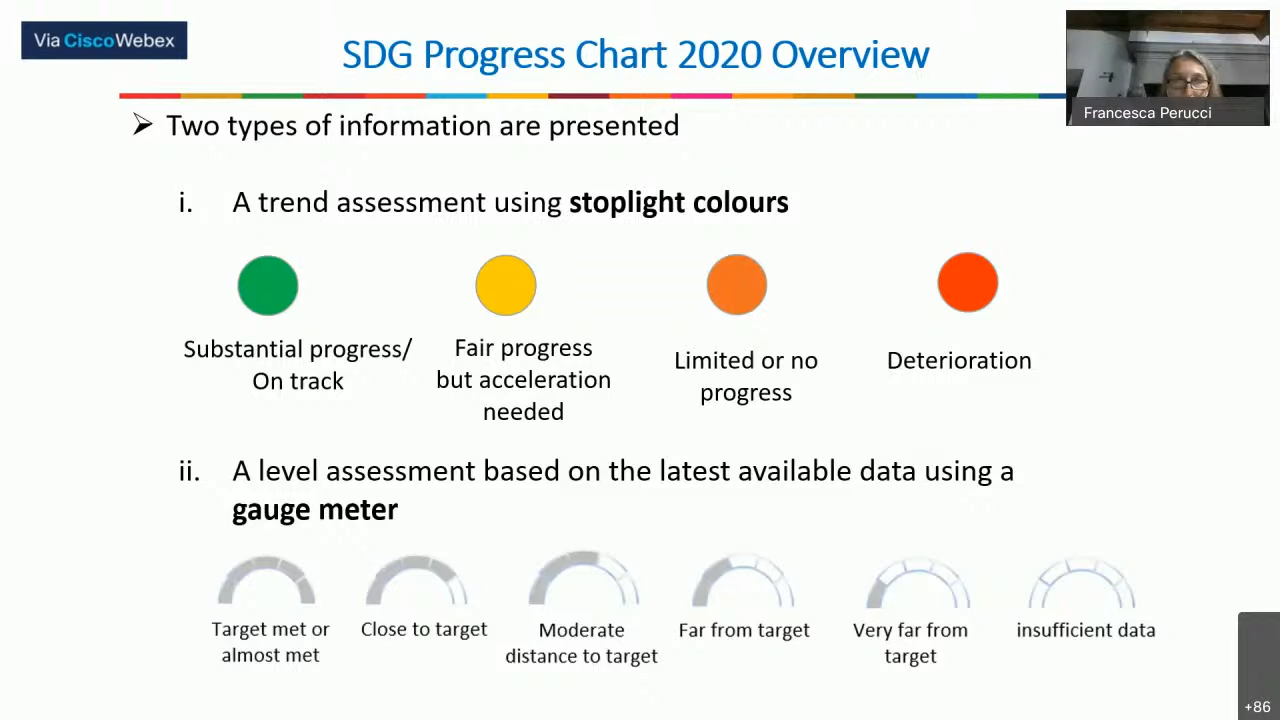 Via CiscoWebex
SDG Progress Chart 2020 Overview
Francesca Perucci
Two types of information are presented
i. A trend assessment using stoplight colours
Substantial progress/
On track
Fair progress
but acceleration
needed
Limited or no
progress
Deterioration
ii. A level assessment based on the latest available data using a
gauge meter
Target met or
almost met
Close to target
Moderate
distance to target
Far from target
Very far from
target
insufficient data
+86